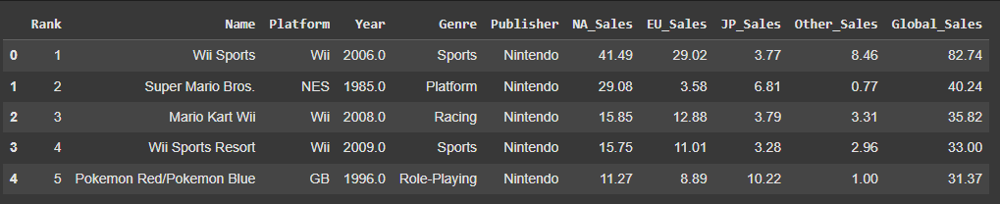 Rank Name Platform Year Genre Publisher NA_Sales EU_Sales JP_Sales Other_Sales Global_Sales
0 1 Wii Sports Wii 2006.0 Sports Nintendo 41.49 29.02 3.77 8.46 82.74
1 2 Super Mario Bros. NES 1985.0 Platform Nintendo 29.08 3.58 6.81 0.77 40.24
2 3 Mario Kart Wii Wii 2008.0 Racing Nintendo 15.85 12.88 3.79 3.31 35.82
3 4 Wii Sports Resort Wii 2009.0 Sports Nintendo 15.75 11.01 3.28 2.96 33.00
4 5 Pokemon Red/Pokemon Blue GB 1996.0 Role-Playing Nintendo 11.27 8.89 10.22 1.00 31.37